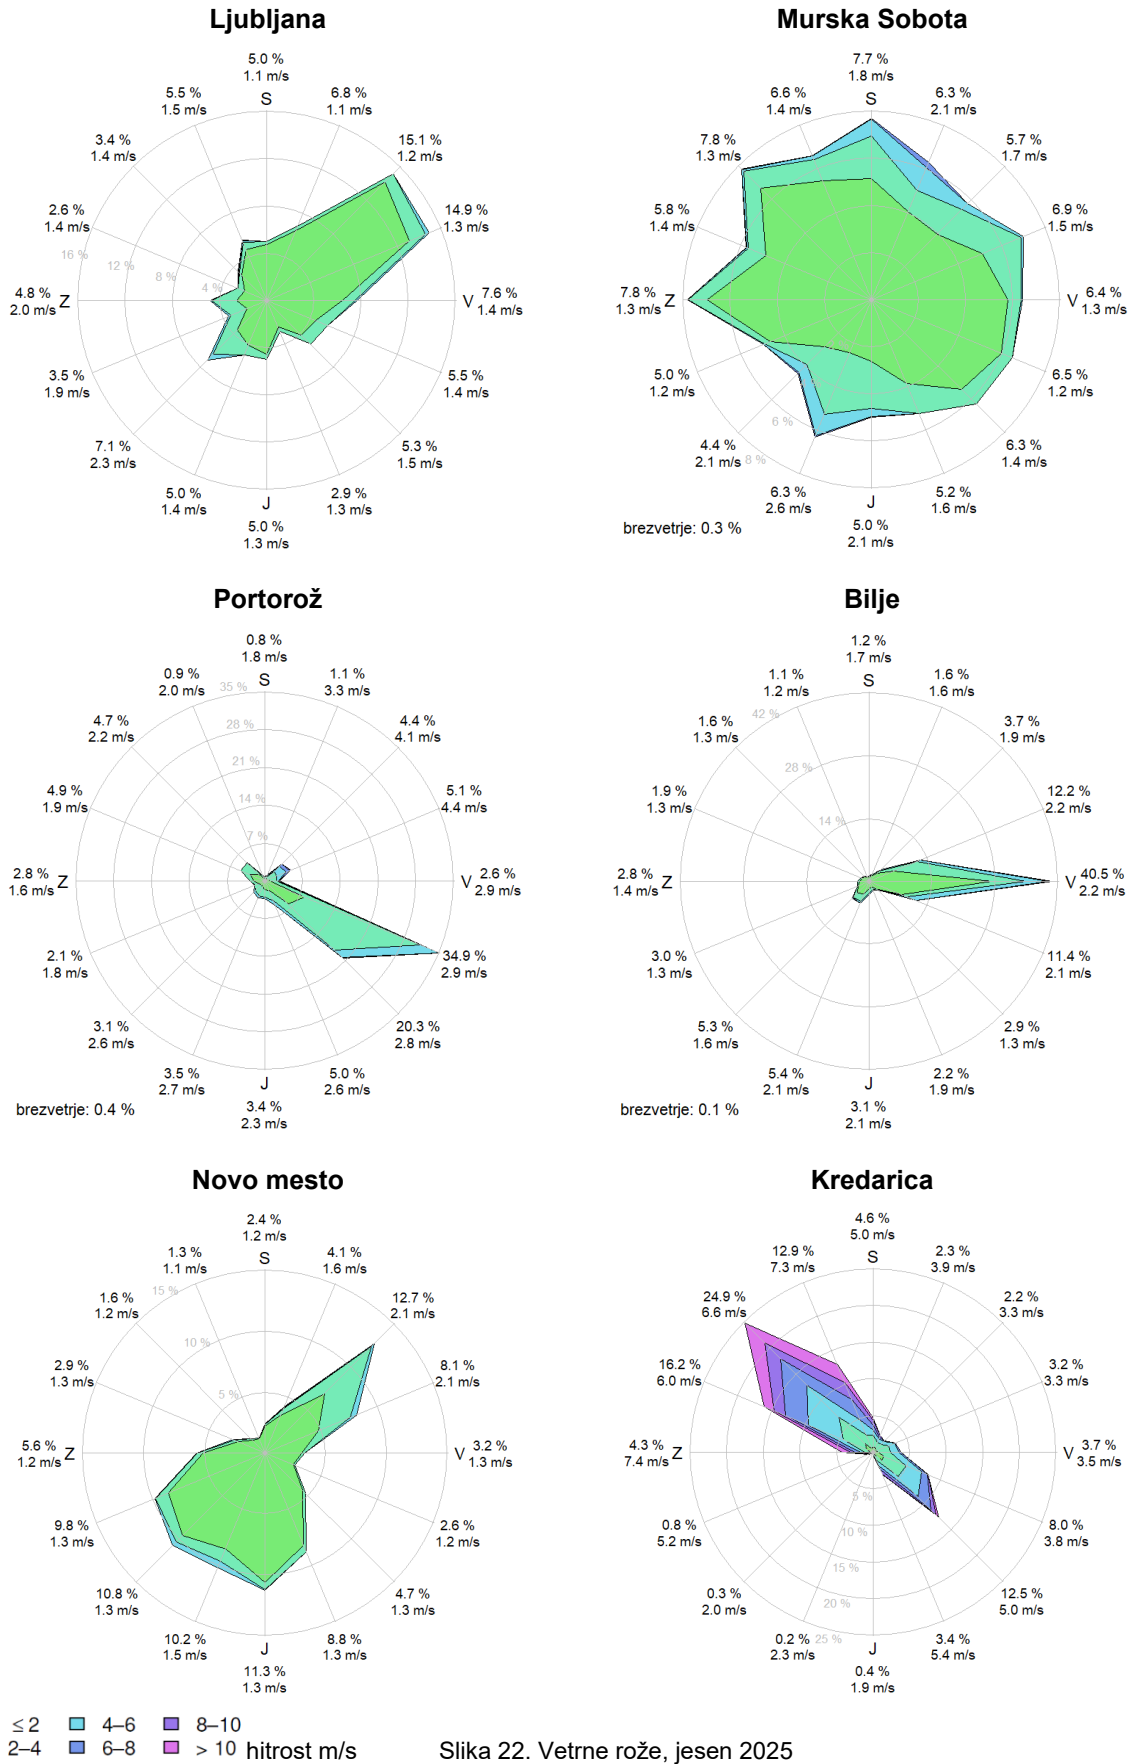 Ljubljana
5.0 %
1.1 m/s
S
6.8 %
1.1 m/s
15.1 %
1.2 m/s
14.9 %
1.3 m/s
V 7.6 %
1.4 m/s
5.5 %
1.4 m/s
5.3 %
1.5 m/s
2.9 %
1.3 m/s
J
5.0 %
1.3 m/s
5.0 %
1.4 m/s
7.1 %
2.3 m/s
3.5 %
1.9 m/s
4.8 % Z
2.0 m/s
2.6 %
1.4 m/s
3.4 %
1.4 m/s
5.5 %
1.5 m/s
16 %
12 %
8 %
4 %
Murska Sobota
7.7 %
1.8 m/s
S
6.3 %
2.1 m/s
5.7 %
1.7 m/s
6.9 %
1.5 m/s
V 6.4 %
1.3 m/s
6.5 %
1.2 m/s
6.3 %
1.4 m/s
5.2 %
1.6 m/s
J
5.0 %
2.1 m/s
6.3 %
2.6 m/s
4.4 %
2.1 m/s
5.0 %
1.2 m/s
7.8 % Z
1.3 m/s
5.8 %
1.4 m/s
7.8 %
1.3 m/s
6.6 %
1.4 m/s
6 %
8 %
brezvetrje: 0.3 %
Portorož
0.8 %
1.8 m/s
S
1.1 %
3.3 m/s
4.4 %
4.1 m/s
5.1 %
4.4 m/s
V 2.6 %
2.9 m/s
34.9 %
2.9 m/s
20.3 %
2.8 m/s
5.0 %
2.6 m/s
J
3.4 %
2.3 m/s
3.5 %
2.7 m/s
3.1 %
2.6 m/s
2.1 %
1.8 m/s
2.8 % Z
1.6 m/s
4.9 %
1.9 m/s
4.7 %
2.2 m/s
0.9 %
2.0 m/s
35 %
28 %
21 %
14 %
7 %
brezvetrje: 0.4 %
Bilje
1.2 %
1.7 m/s
S
1.6 %
1.6 m/s
3.7 %
1.9 m/s
12.2 %
2.2 m/s
V 40.5 %
2.2 m/s
11.4 %
2.1 m/s
2.9 %
1.3 m/s
2.2 %
1.9 m/s
J
3.1 %
2.1 m/s
5.4 %
2.1 m/s
5.3 %
1.6 m/s
3.0 %
1.3 m/s
2.8 % Z
1.4 m/s
1.9 %
1.3 m/s
1.6 %
1.3 m/s
1.1 %
1.2 m/s
42 %
28 %
14 %
brezvetrje: 0.1 %
Novo mesto
2.4 %
1.2 m/s
S
4.1 %
1.6 m/s
12.7 %
2.1 m/s
8.1 %
2.1 m/s
V 3.2 %
1.3 m/s
2.6 %
1.2 m/s
4.7 %
1.3 m/s
8.8 %
1.3 m/s
J
11.3 %
1.3 m/s
10.2 %
1.5 m/s
10.8 %
1.3 m/s
9.8 %
1.3 m/s
5.6 % Z
1.2 m/s
2.9 %
1.3 m/s
1.6 %
1.2 m/s
1.3 %
1.1 m/s
15 %
10 %
5 %
Kredarica
4.6 %
5.0 m/s
S
2.3 %
3.9 m/s
2.2 %
3.3 m/s
3.2 %
3.3 m/s
V 3.7 %
3.5 m/s
8.0 %
3.8 m/s
12.5 %
5.0 m/s
3.4 %
5.4 m/s
J
0.4 %
1.9 m/s
0.2 %
2.3 m/s
0.3 %
2.0 m/s
0.8 %
5.2 m/s
4.3 % Z
7.4 m/s
16.2 %
6.0 m/s
24.9 %
6.6 m/s
12.9 %
7.3 m/s
5 %
10 %
15 %
20 %
25 %
≤ 2 4–6 8–10
2–4 6–8 > 10 hitrost m/s
Slika 22. Vetrne rože, jesen 2025